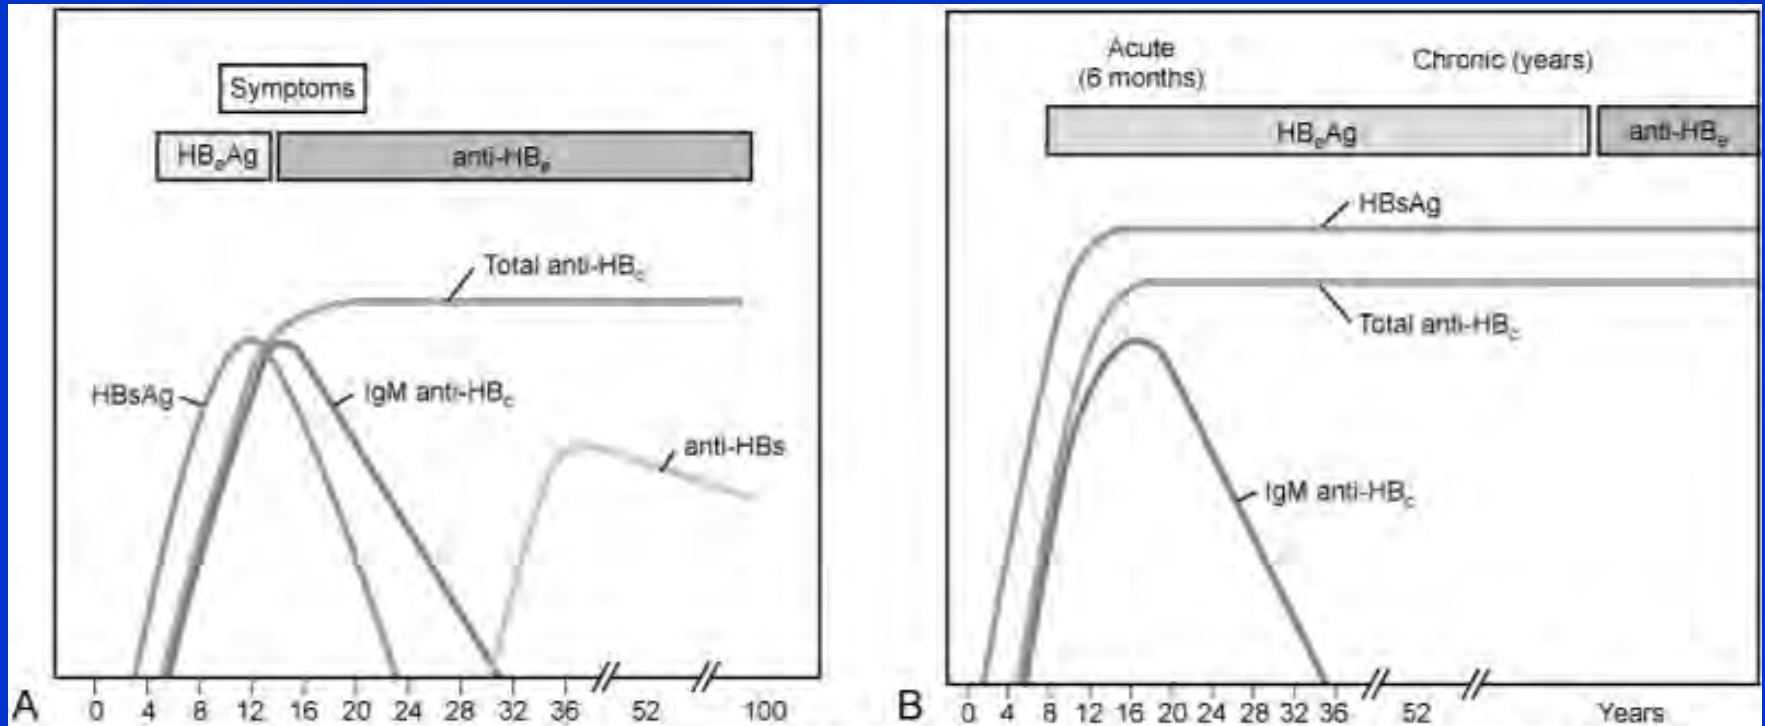 Symptoms
HBeAg
anti-HBe
Total anti-HBc
HBsAg
IgM anti-HBc
anti-HBs
A
0 4 8 12 16 20 24 28 32 36 52 100
Acute
(6 months)
Chronic (years)
HBeAg
anti-HBe
HBsAg
Total anti-HBc
IgM anti-HBc
B
0 4 8 12 16 20 24 28 32 36 52 Years